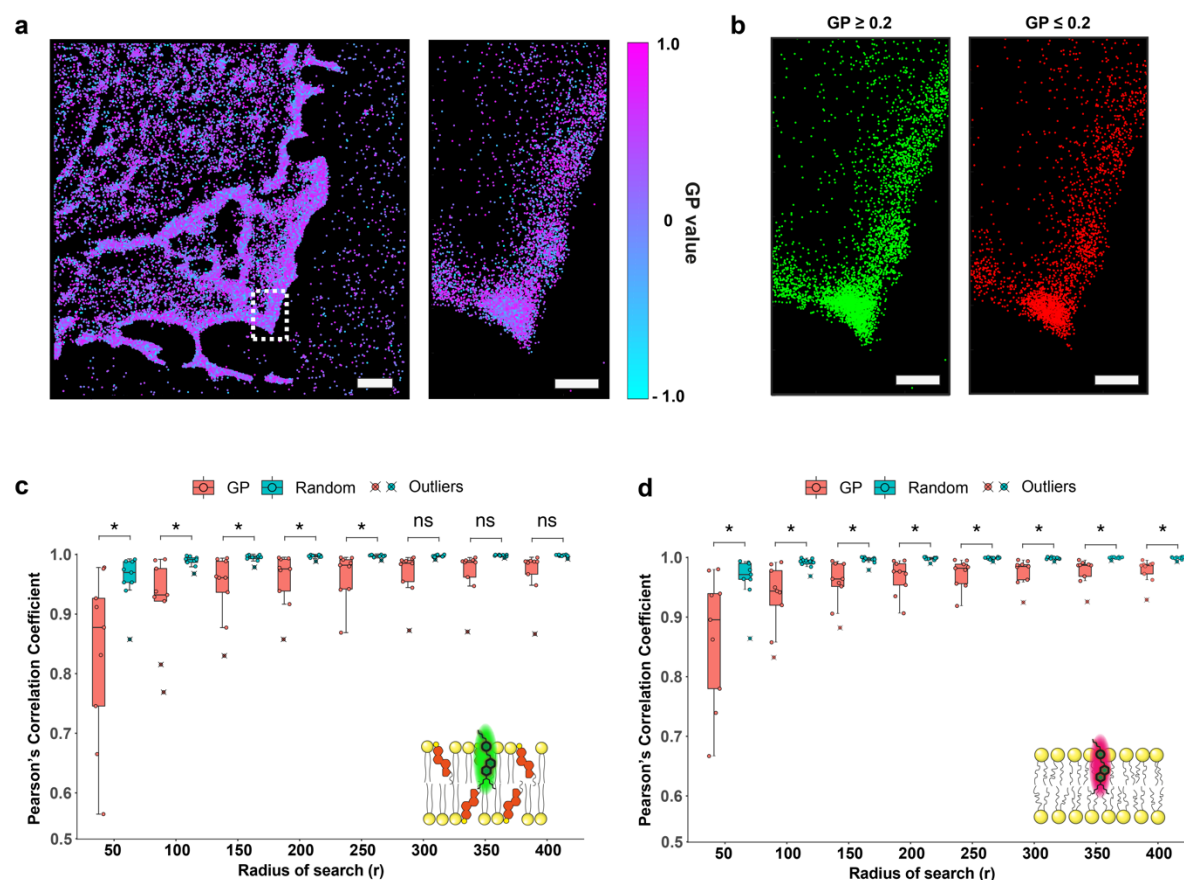 a
1.0
0
- 1.0
GP value
b
GP ≥ 0.2
GP ≤ 0.2
c
GP
Random
Outliers
* * * * * ns ns ns
Pearson's Correlation Coefficient
1.0
0.9
0.8
0.7
0.6
0.5
50 100 150 200 250 300 350 400
Radius of search (r)
d
GP
Random
Outliers
* * * * * * * *
Pearson's Correlation Coefficient
1.0
0.9
0.8
0.7
0.6
0.5
50 100 150 200 250 300 350 400
Radius of search (r)